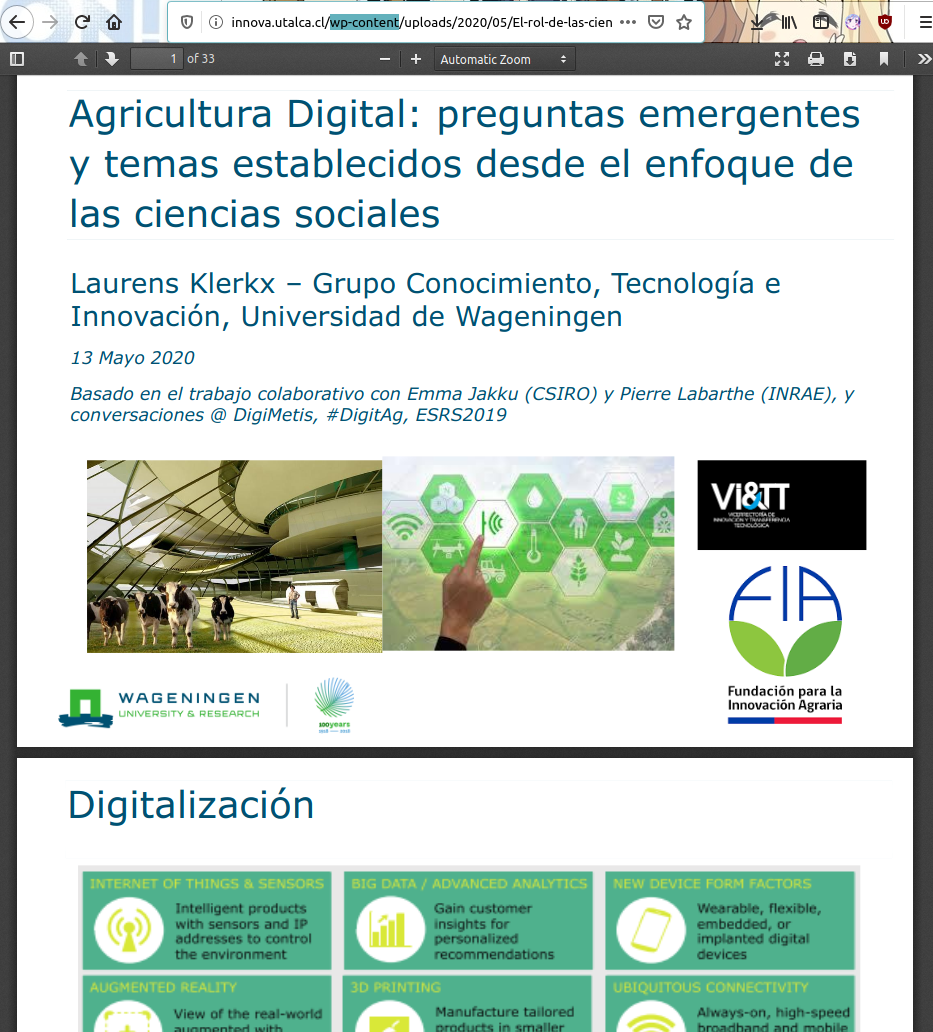 innova.utalca.cl/wp-content/uploads/2020/05/El-rol-de-las-cien
1 of 33
Automatic Zoom
Agricultura Digital: preguntas emergentes
y temas establecidos desde el enfoque de
las ciencias sociales
Laurens Klerkx – Grupo Conocimiento, Tecnología e
Innovación, Universidad de Wageningen
13 Mayo 2020
Basado en el trabajo colaborativo con Emma Jakku (CSIRO) y Pierre Labarthe (INRAE), y
conversaciones @ DigiMetis, #DigitAg, ESRS2019
Vi&TT
VICERRECTORÍA DE
INNOVACIÓN Y TRANSFERENCIA
TECNOLÓGICA
FIA
Fundación para la
Innovación Agraria
WAGENINGEN
UNIVERSITY & RESEARCH
100years
Digitalización
INTERNET OF THINGS & SENSORS
Intelligent products
with sensors and IP
addresses to control
the environment
BIG DATA / ADVANCED ANALYTICS
Gain customer
insights for
personalized
recommendations
NEW DEVICE FORM FACTORS
Wearable, flexible,
embedded, or
implanted digital
devices
AUGMENTED REALITY
View of the real-world
augmented with
3D PRINTING
Manufacture tailored
products in smaller
UBIQUITOUS CONNECTIVITY
Always-on, high-speed
broadband and mobile